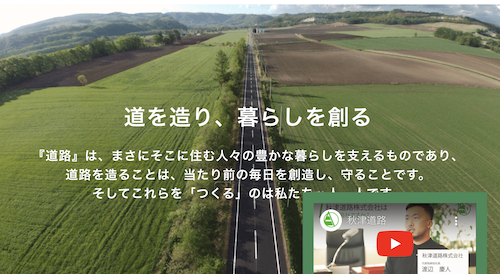 道を造り、暮らしを創る
『道路』は、まさにそこに住む人々の豊かな暮らしを支えるものであり、
道路を造ることは、当たり前の毎日を創造し、守ることです。
そしてこれらを「つくる」のは私たち
秋津道路株式会社は
秋津道路
秋津道路株式会社
渡辺 慶人